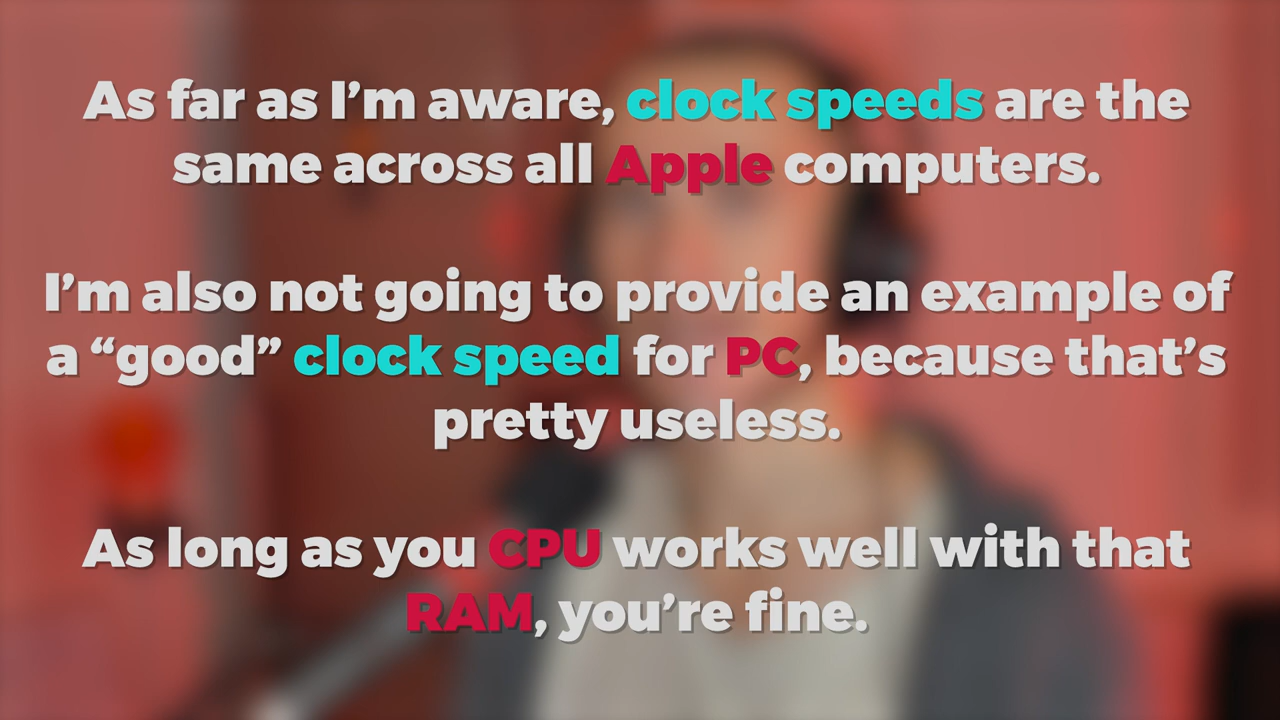 As far as I’m aware, clock speeds are the
same across all Apple computers.
I’m also not going to provide an example of
a “good” clock speed for PC, because that’s
pretty useless.
As long as you CPU works well with that
RAM, you’re fine.